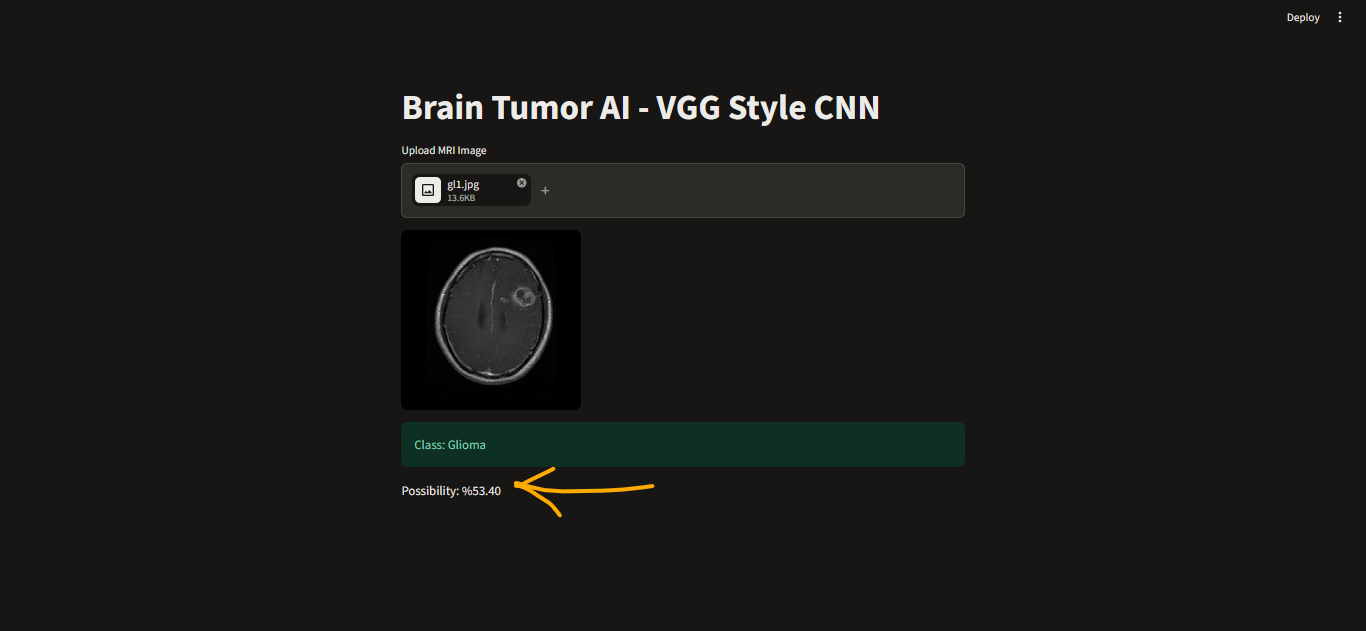 Deploy
Brain Tumor AI - VGG Style CNN
Upload MRI Image
gl1.jpg
13.6KB
Class: Glioma
Possibility: %53.40